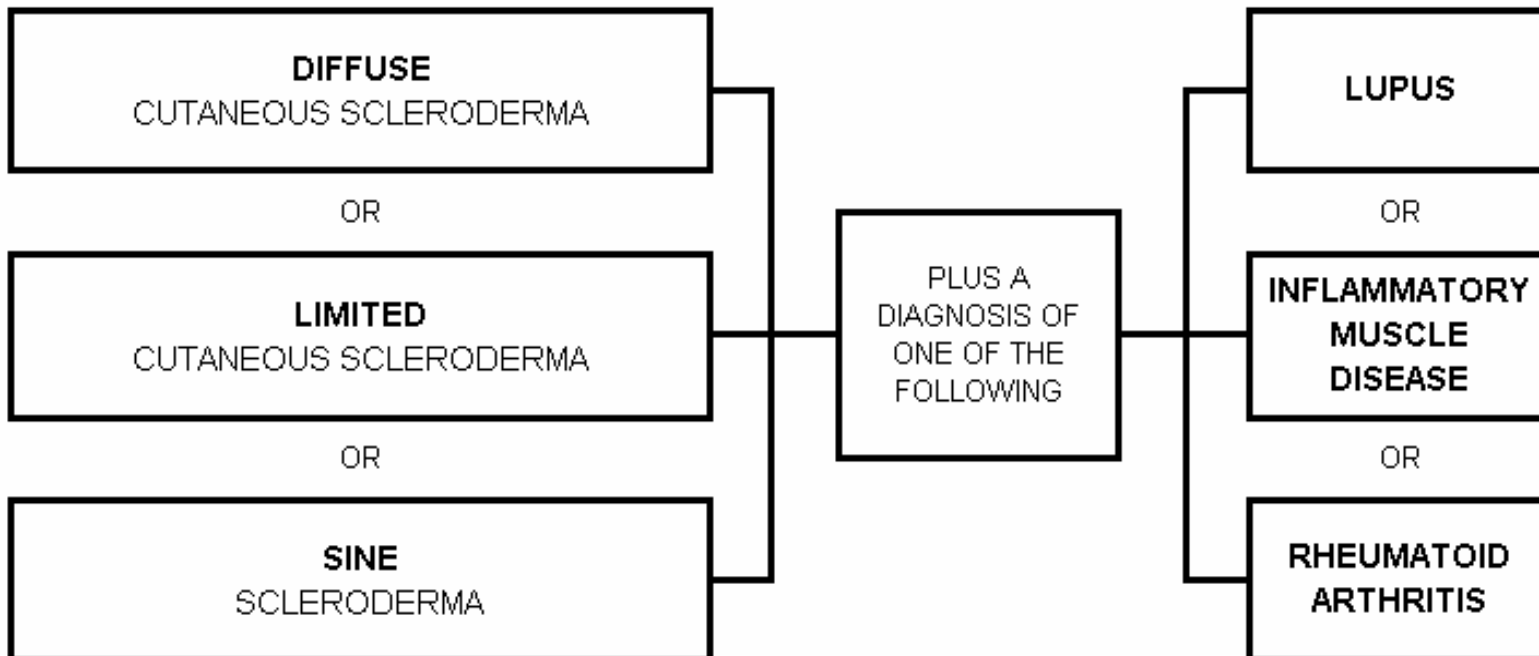 DIFFUSE
CUTANEOUS SCLERODERMA
OR
LIMITED
CUTANEOUS SCLERODERMA
OR
SINE
SCLERODERMA
PLUS A
DIAGNOSIS OF
ONE OF THE
FOLLOWING
LUPUS
OR
INFLAMMATORY
MUSCLE
DISEASE
OR
RHEUMATOID
ARTHRITIS